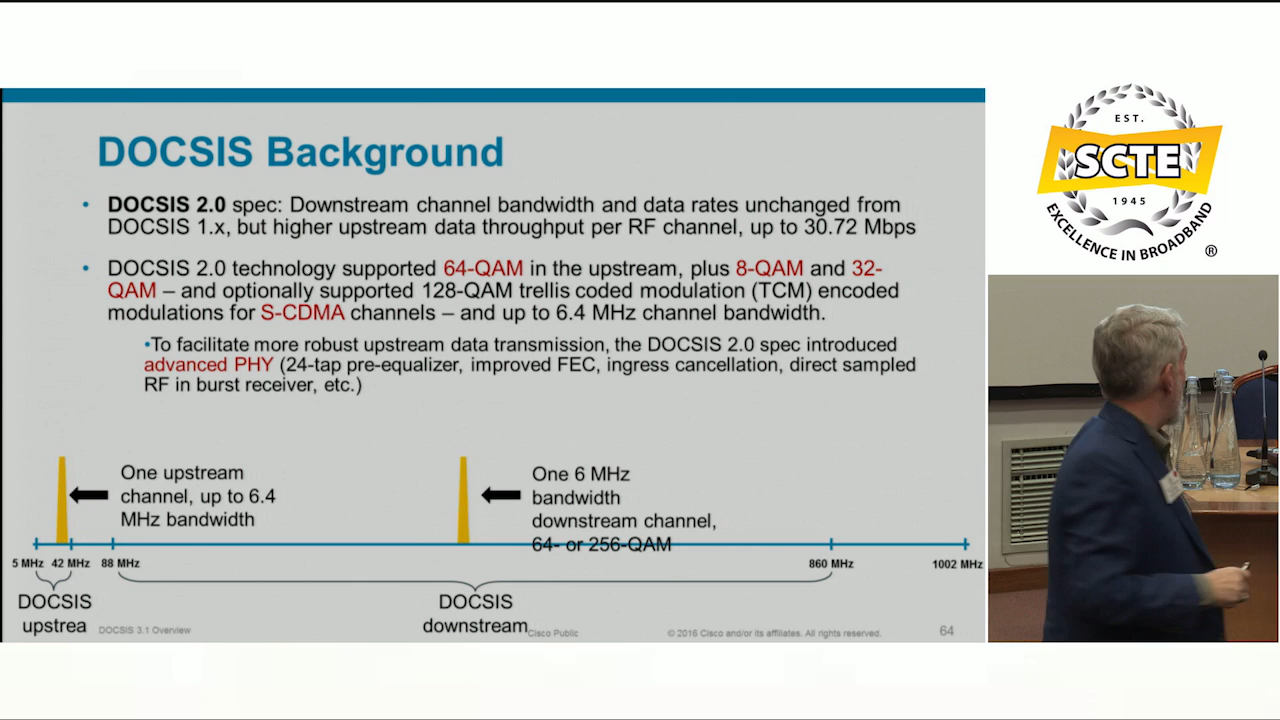 DOCSIS Background
• DOCSIS 2.0 spec: Downstream channel bandwidth and data rates unchanged from
DOCSIS 1.x, but higher upstream data throughput per RF channel, up to 30.72 Mbps
• DOCSIS 2.0 technology supported 64-QAM in the upstream, plus 8-QAM and 32-
QAM – and optionally supported 128-QAM trellis coded modulation (TCM) encoded
modulations for S-CDMA channels – and up to 6.4 MHz channel bandwidth.
•To facilitate more robust upstream data transmission, the DOCSIS 2.0 spec introduced
advanced PHY (24-tap pre-equalizer, improved FEC, ingress cancellation, direct sampled
RF in burst receiver, etc.)
One upstream
channel, up to 6.4
MHz bandwidth
One 6 MHz
bandwidth
downstream channel,
64- or 256-QAM
5 MHz 42 MHz 88 MHz 860 MHz 1002 MHz
DOCSIS
upstrea
DOCSIS
downstream
DOCSIS 3.1 Overview Cisco Public © 2016 Cisco and/or its affiliates. All rights reserved. 64
EST.
SCTE
1945
EXCELLENCE IN BROADBAND
®